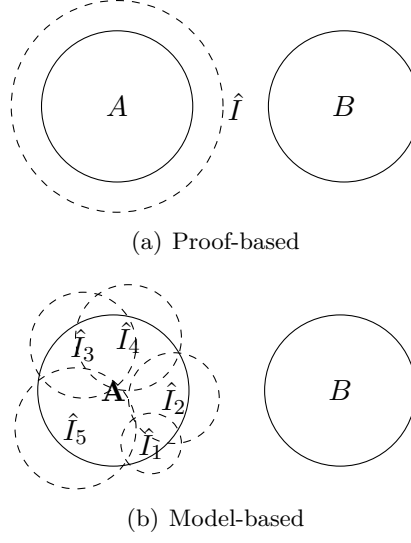 A Î B
(a) Proof-based
Î₃ Î₄
A Î₂ B
Î₅ Î₁
(b) Model-based